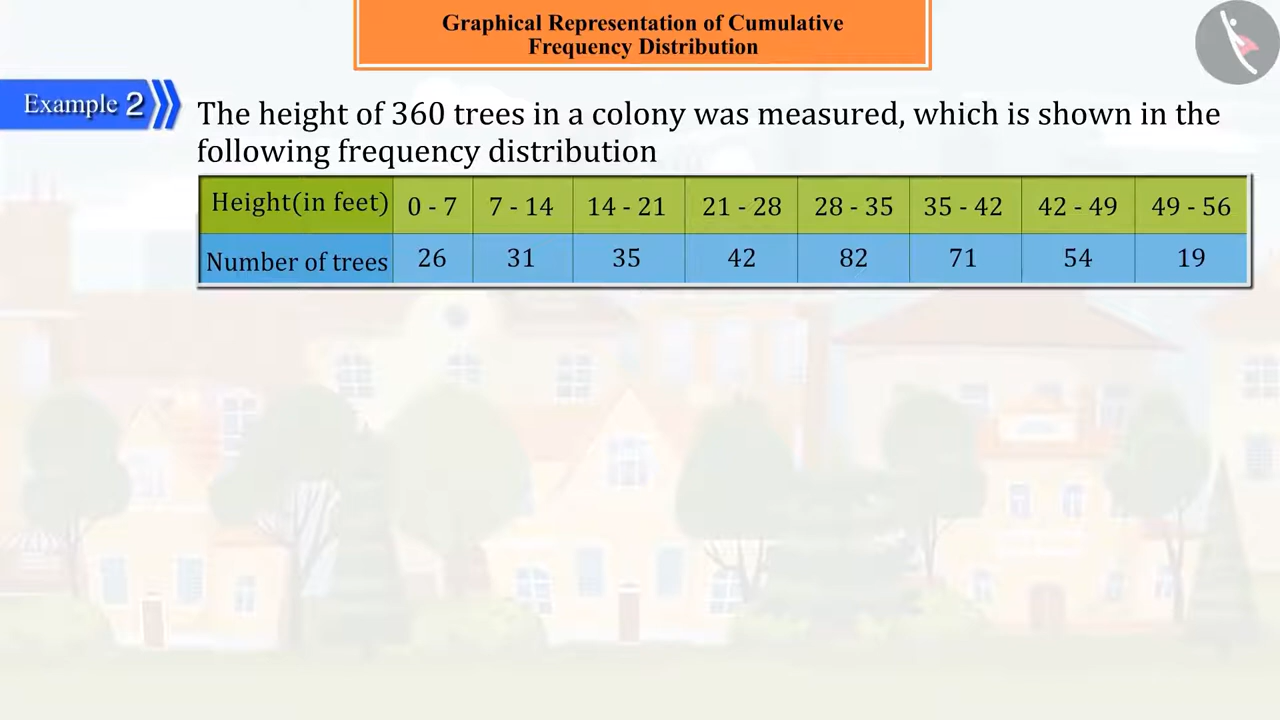 Graphical Representation of Cumulative
Frequency Distribution
Example 2
The height of 360 trees in a colony was measured, which is shown in the
following frequency distribution
Height(in feet) 0 - 7 7 - 14 14 - 21 21 - 28 28 - 35 35 - 42 42 - 49 49 - 56
Number of trees 26 31 35 42 82 71 54 19